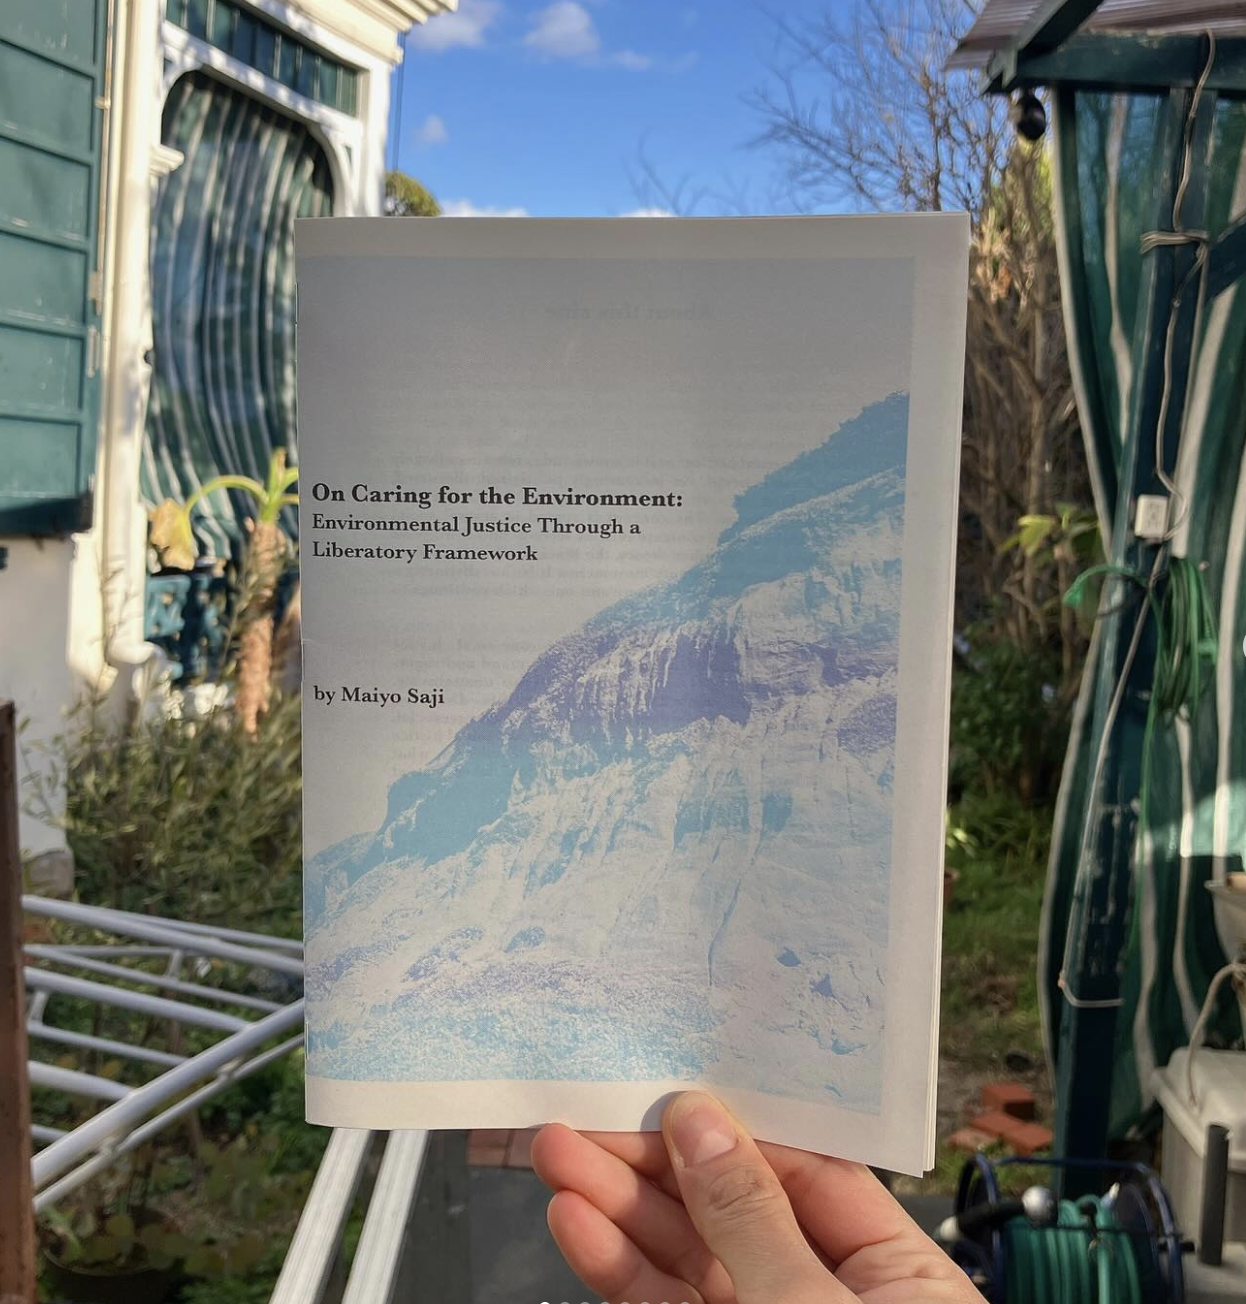 On Caring for the Environment:
Environmental Justice Through a
Liberatory Framework
by Maiyo Saji